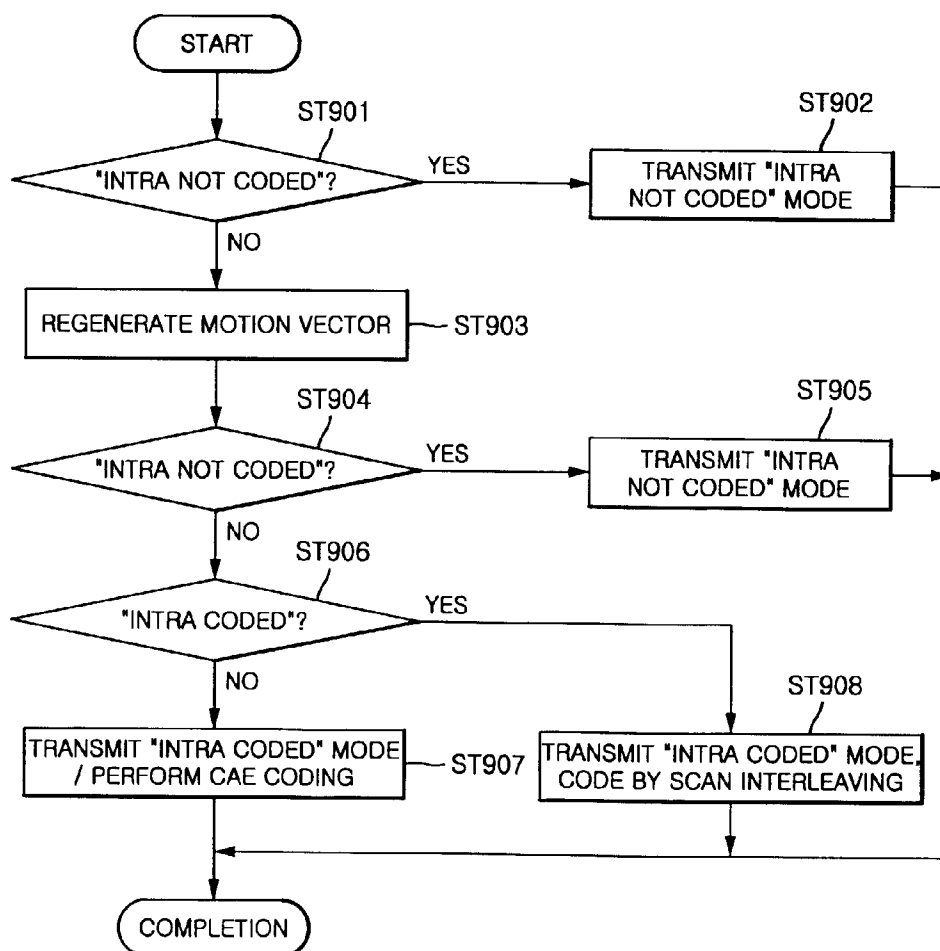 START
ST901
ST902
"INTRA NOT CODED"?
YES
TRANSMIT "INTRA
NOT CODED" MODE
NO
REGENERATE MOTION VECTOR
ST903
ST904
ST905
"INTRA NOT CODED"?
YES
TRANSMIT "INTRA
NOT CODED" MODE
NO
ST906
"INTRA CODED"?
YES
NO
ST908
TRANSMIT "INTRA CODED" MODE
/ PERFORM CAE CODING
ST907
TRANSMIT "INTRA CODED" MODE,
CODE BY SCAN INTERLEAVING
COMPLETION